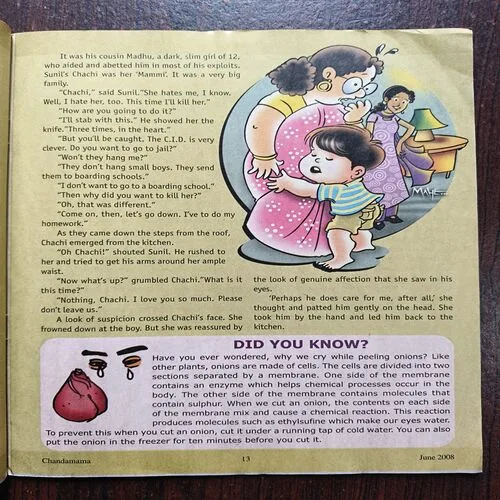 It was his cousin Madhu, a dark, slim girl of 12,
who aided and abetted him in most of his exploits.
Sunil's Chachi was her 'Mammi'. It was a very big
family.
"Chachi," said Sunil."She hates me, I know.
Well, I hate her, too. This time I'll kill her."
"How are you going to do it?"
"I'll stab with this." He showed her the
knife."Three times, in the heart."
"But you'll be caught. The C.I.D. is very
clever. Do you want to go to jail?"
"Won't they hang me?"
"They don't hang small boys. They send
them to boarding schools."
"I don't want to go to a boarding school."
"Then why did you want to kill her?"
"Oh, that was different."
"Come on, then, let's go down. I've to do my
homework."
As they came down the steps from the roof,
Chachi emerged from the kitchen.
"Oh Chachi!" shouted Sunil. He rushed to
her and tried to get his arms around her ample
waist.
"Now what's up?" grumbled Chachi."What is it
this time?"
"Nothing, Chachi. I love you so much. Please
don't leave us."
A look of suspicion crossed Chachi's face. She
frowned down at the boy. But she was reassured by
the look of genuine affection that she saw in his
eyes.
'Perhaps he does care for me, after all,' she
thought and patted him gently on the head. She
took him by the hand and led him back to the
kitchen.
DID YOU KNOW?
Have you ever wondered, why we cry while peeling onions? Like
other plants, onions are made of cells. The cells are divided into two
sections separated by a membrane. One side of the membrane
contains an enzyme which helps chemical processes occur in the
body. The other side of the membrane contains molecules that
contain sulphur. When we cut an onion, the contents on each side
of the membrane mix and cause a chemical reaction. This reaction
produces molecules such as ethylsufine which make our eyes water.
To prevent this when you cut an onion, cut it under a running tap of cold water. You can also
put the onion in the freezer for ten minutes before you cut it.
Chandamama
13
June 2008